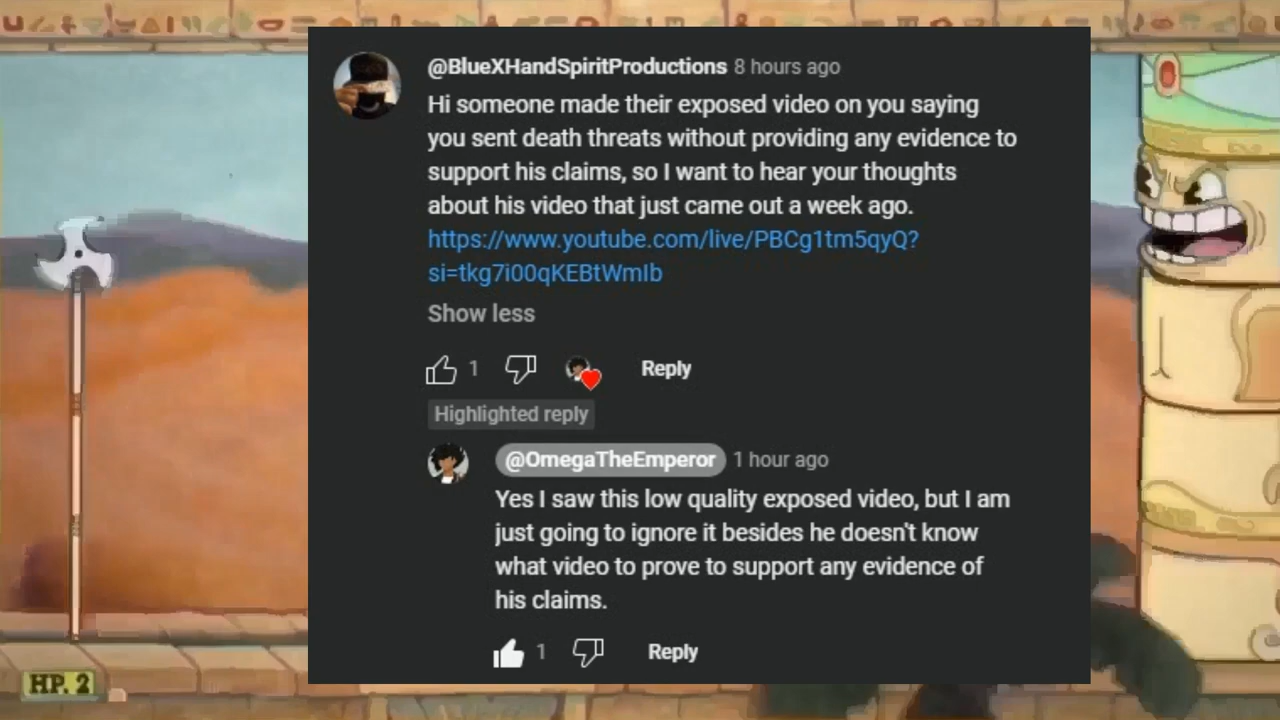 @BlueXHandSpiritProductions 8 hours ago
Hi someone made their exposed video on you saying
you sent death threats without providing any evidence to
support his claims, so I want to hear your thoughts
about his video that just came out a week ago.
https://www.youtube.com/live/PBCg1tm5qyQ?
si=tkg7i00qKEBtWmIb
Show less
1 Reply
Highlighted reply
@OmegaTheEmperor 1 hour ago
Yes I saw this low quality exposed video, but I am
just going to ignore it besides he doesn't know
what video to prove to support any evidence of
his claims.
1 Reply
HP. 2